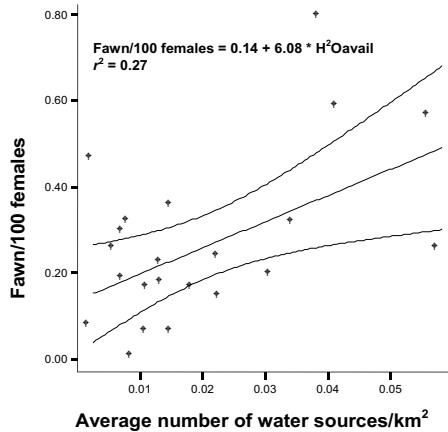 0.80
Fawn/100 females = 0.14 + 6.08 * H²Oavail
r² = 0.27
0.60
0.40
0.20
0.00
Fawn/100 females
0.01 0.02 0.03 0.04 0.05
Average number of water sources/km²